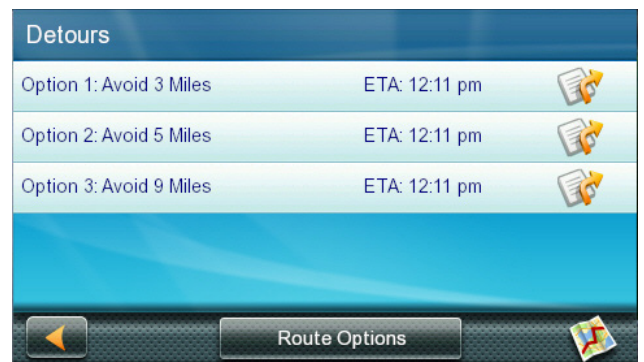 Detours
Option 1: Avoid 3 Miles ETA: 12:11 pm
Option 2: Avoid 5 Miles ETA: 12:11 pm
Option 3: Avoid 9 Miles ETA: 12:11 pm
Route Options